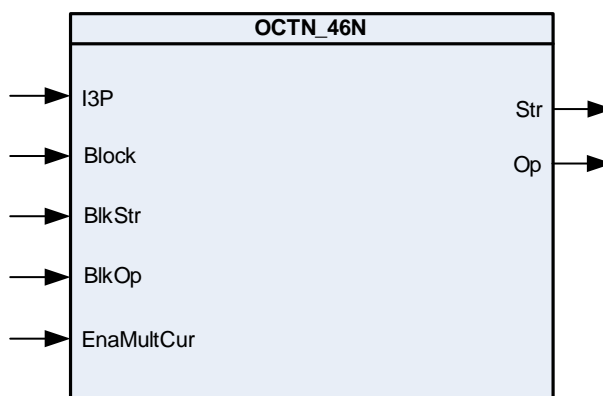 OCTN_46N
I3P
Str
Block
Op
BlkStr
BlkOp
EnaMultCur